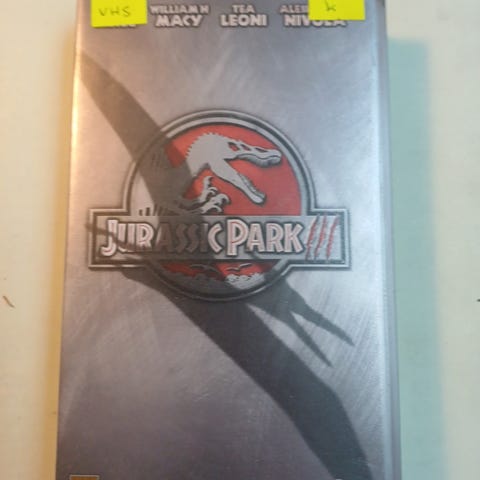 VHS
k
WILLIAM H TEA
MACY LEONI NIVOLA
JURASSIC PARK III